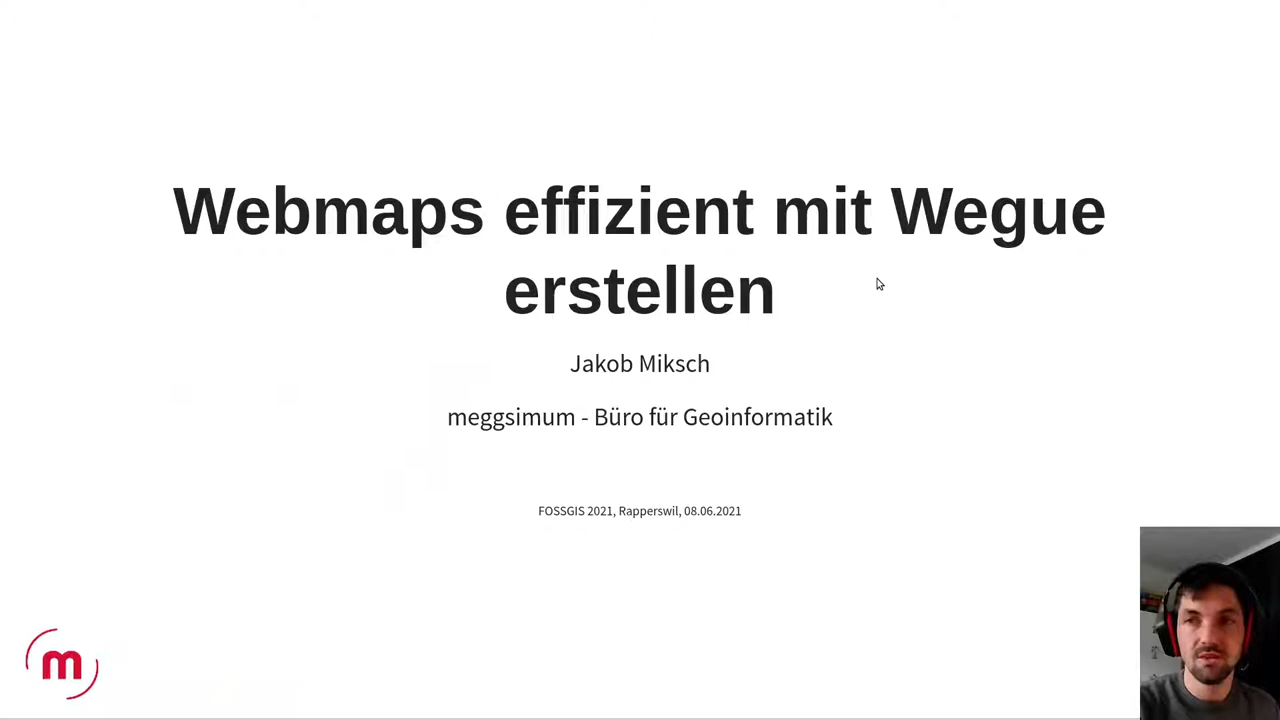 Webmaps effizient mit Wegue
erstellen
Jakob Miksch
meggsimum - Büro für Geoinformatik
FOSSGIS 2021, Rapperswil, 08.06.2021
m